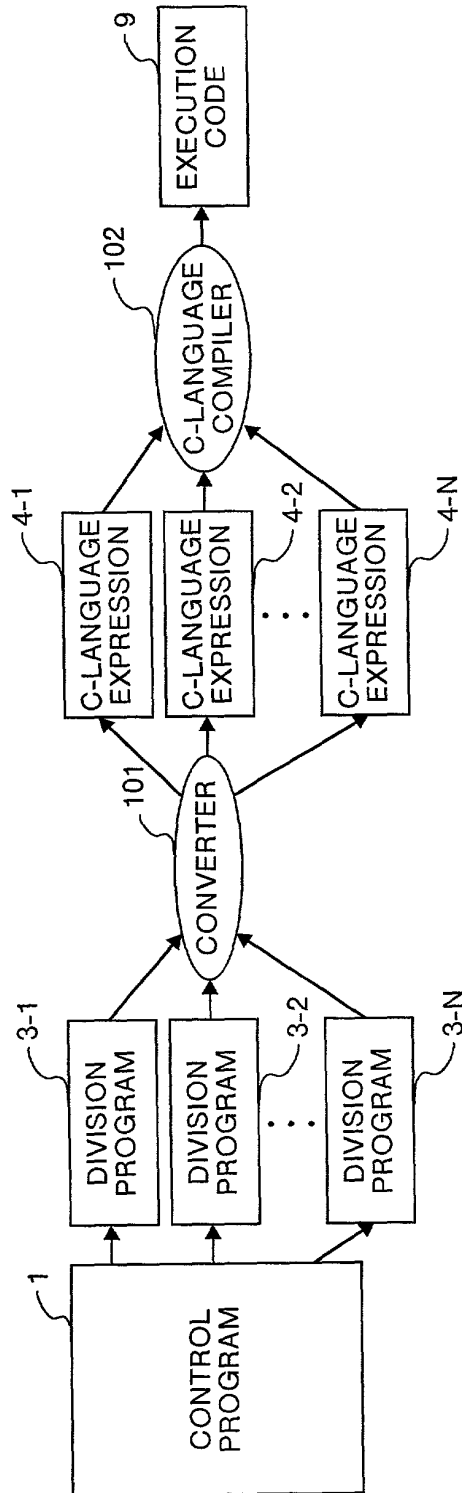 1
CONTROL
PROGRAM
3-1
DIVISION
PROGRAM
3-2
DIVISION
PROGRAM
. . .
3-N
DIVISION
PROGRAM
101
CONVERTER
4-1
C-LANGUAGE
EXPRESSION
4-2
C-LANGUAGE
EXPRESSION
. . .
4-N
C-LANGUAGE
EXPRESSION
102
C-LANGUAGE
COMPILER
9
EXECUTION
CODE